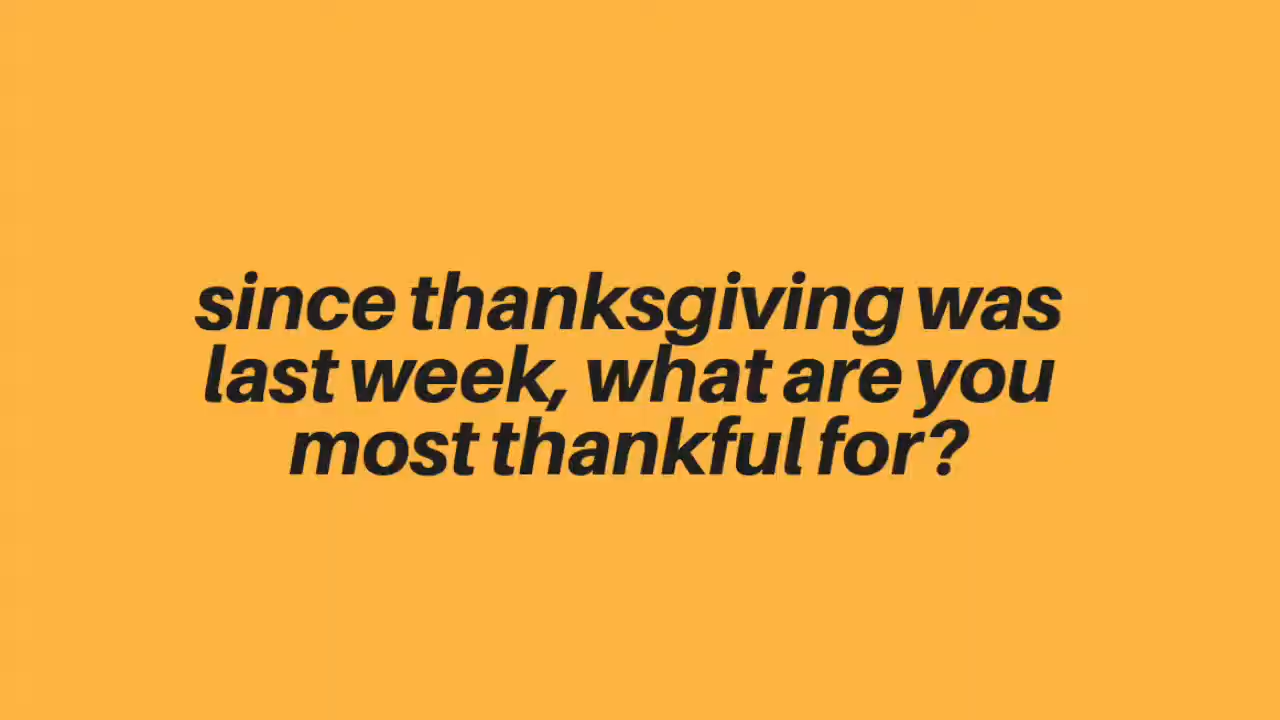 since thanksgiving was
last week, what are you
most thankful for?